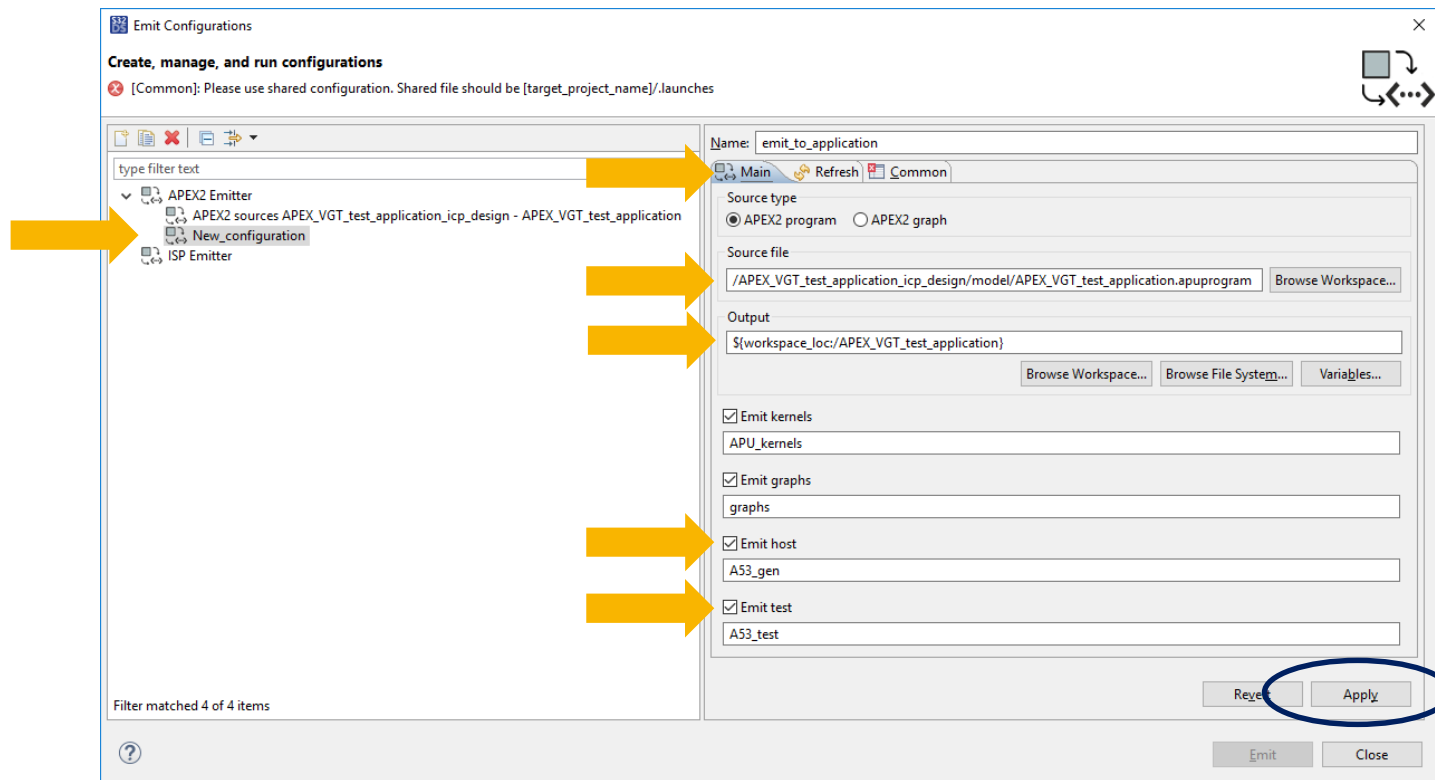 S32
DS
Emit Configurations
Create, manage, and run configurations
[Common]: Please use shared configuration. Shared file should be [target_project_name]/.launches
type filter text
APEX2 Emitter
APEX2 sources APEX_VGT_test_application_icp_design - APEX_VGT_test_application
New_configuration
ISP Emitter
Filter matched 4 of 4 items
Name: emit_to_application
Main Refresh Common
Source type
APEX2 program APEX2 graph
Source file
/APEX_VGT_test_application_icp_design/model/APEX_VGT_test_application.apuprogram Browse Workspace...
Output
${workspace_loc:/APEX_VGT_test_application}
Browse Workspace... Browse File System... Variables...
Emit kernels
APU_kernels
Emit graphs
graphs
Emit host
A53_gen
Emit test
A53_test
Revert Apply
Emit Close